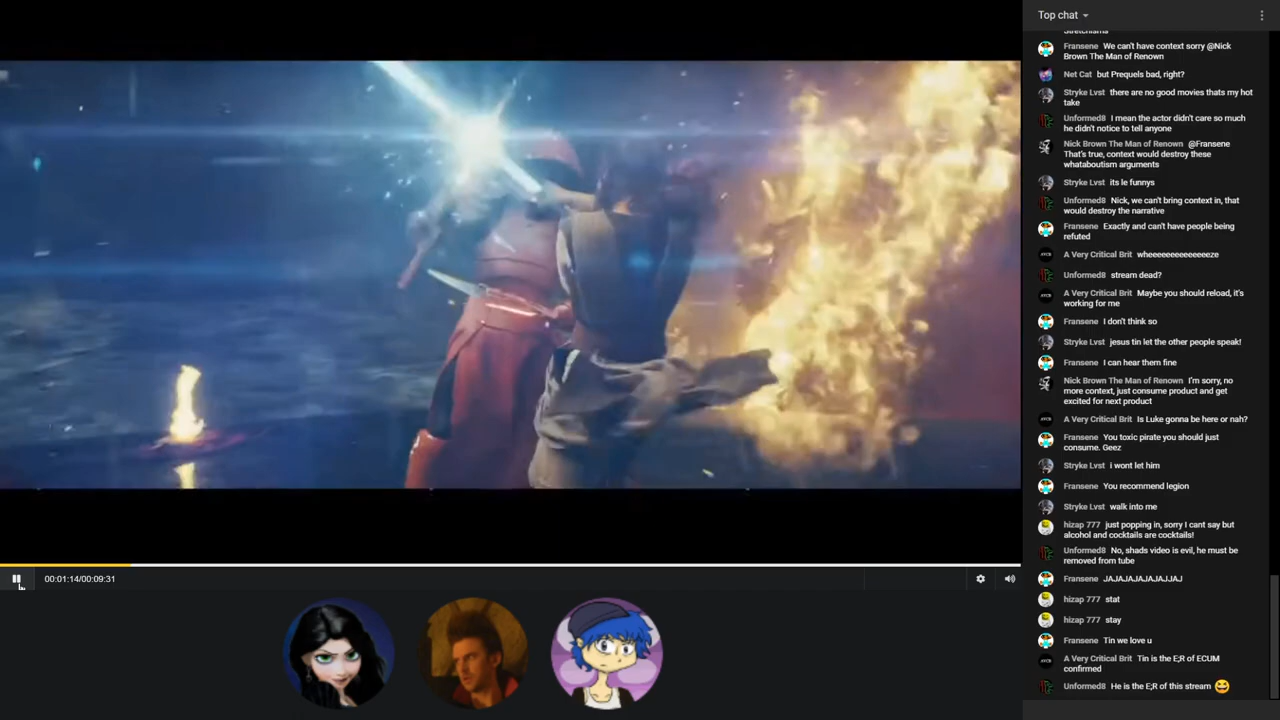 Top chat
Fransene We can't have context sorry @Nick
Brown The Man of Renown
Net Cat but Prequels bad, right?
Stryke Lvst there are no good movies thats my hot
take
Unformed8 I mean the actor didn't care so much
he didn't notice to tell anyone
Nick Brown The Man of Renown @Fransene
That's true, context would destroy these
whataboutism arguments
Stryke Lvst its le funnys
Unformed8 Nick, we can't bring context in, that
would destroy the narrative
Fransene Exactly and can't have people being
refuted
A Very Critical Brit wheeeeeeeeeeeeeze
Unformed8 stream dead?
A Very Critical Brit Maybe you should reload, it's
working for me
Fransene I don't think so
Stryke Lvst jesus tin let the other people speak!
Fransene I can hear them fine
Nick Brown The Man of Renown I'm sorry, no
more context, just consume product and get
excited for next product
A Very Critical Brit Is Luke gonna be here or nah?
Fransene You toxic pirate you should just
consume. Geez
Stryke Lvst i wont let him
Fransene You recommend legion
Stryke Lvst walk into me
hizap 777 just popping in, sorry I cant say but
alcohol and cocktails are cocktails!
Unformed8 No, shads video is evil, he must be
removed from tube
Fransene JAJAJAJAJAJAJJAJ
hizap 777 stat
hizap 777 stay
Fransene Tin we love u
A Very Critical Brit Tin is the E;R of ECUM
confirmed
Unformed8 He is the E;R of this stream 😆
00:01:14/00:09:31